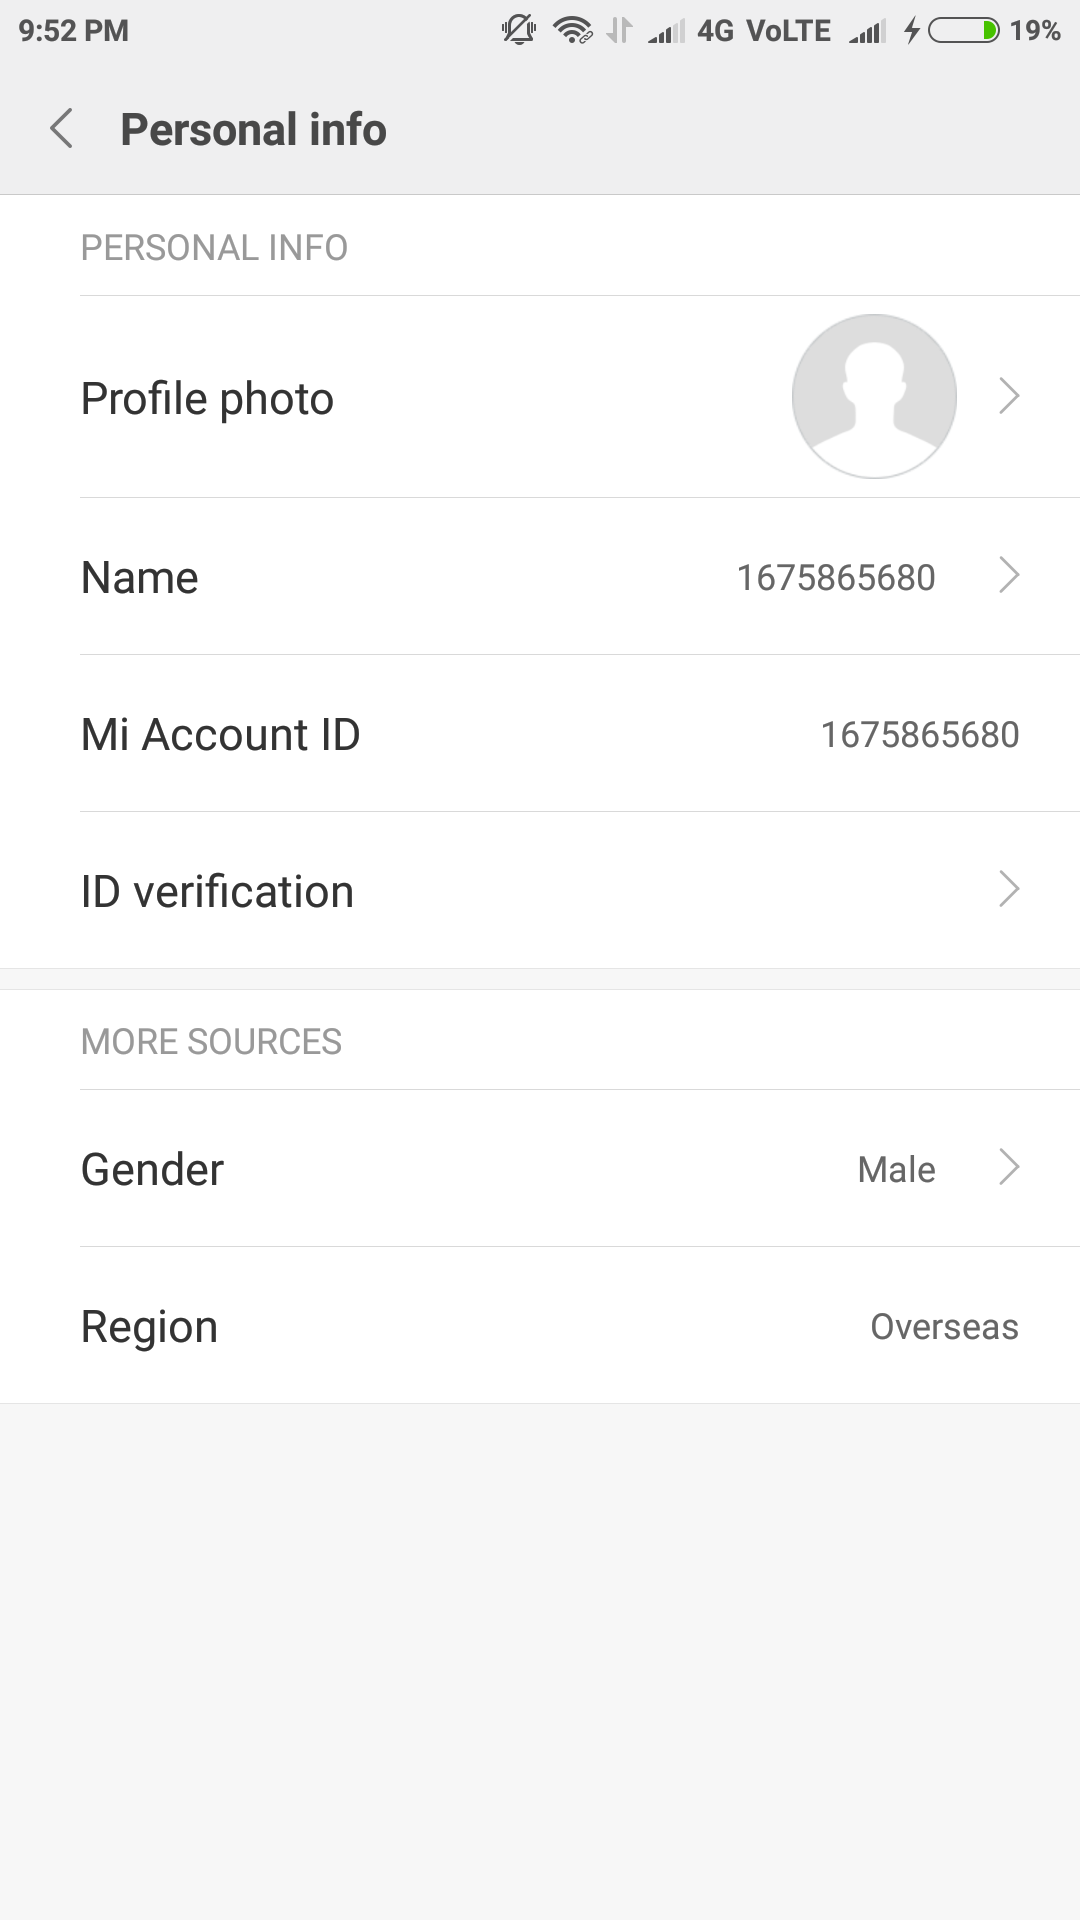 9:52 PM 4G VoLTE 19%
Personal info
PERSONAL INFO
Profile photo
Name 1675865680
Mi Account ID 1675865680
ID verification
MORE SOURCES
Gender Male
Region Overseas